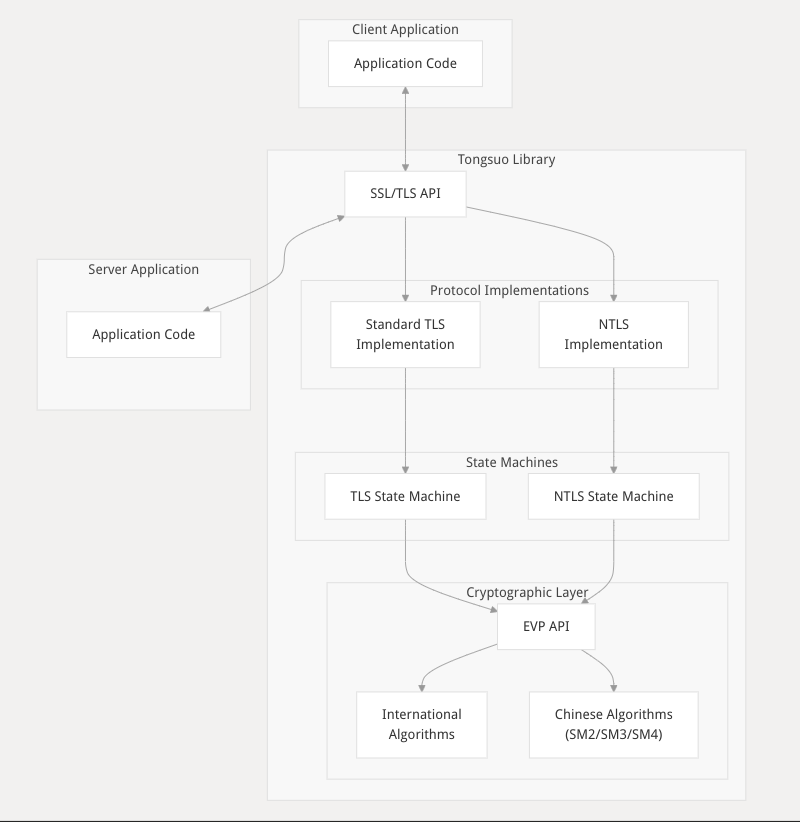 Client Application
Application Code
Tongsuo Library
SSL/TLS API
Server Application
Application Code
Protocol Implementations
Standard TLS
Implementation
NTLS
Implementation
State Machines
TLS State Machine
NTLS State Machine
Cryptographic Layer
EVP API
International
Algorithms
Chinese Algorithms
(SM2/SM3/SM4)